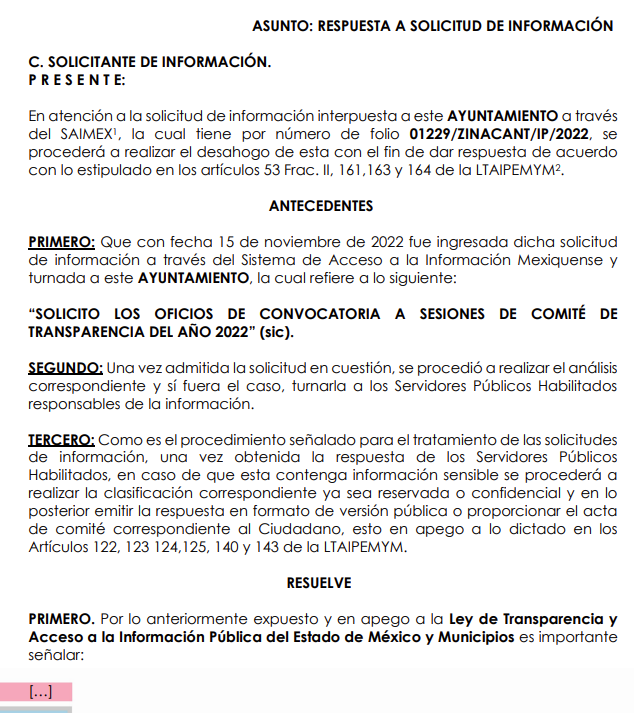 ASUNTO: RESPUESTA A SOLICITUD DE INFORMACIÓN
C. SOLICITANTE DE INFORMACIÓN.
P R E S E N T E:
En atención a la solicitud de información interpuesta a este AYUNTAMIENTO a través
del SAIMEX¹, la cual tiene por número de folio 01229/ZINACANT/IP/2022, se
procederá a realizar el desahogo de esta con el fin de dar respuesta de acuerdo
con lo estipulado en los artículos 53 Frac. II, 161,163 y 164 de la LTAIPEMYM².
ANTECEDENTES
PRIMERO: Que con fecha 15 de noviembre de 2022 fue ingresada dicha solicitud
de información a través del Sistema de Acceso a la Información Mexiquense y
turnada a este AYUNTAMIENTO, la cual refiere a lo siguiente:
“SOLICITO LOS OFICIOS DE CONVOCATORIA A SESIONES DE COMITÉ DE
TRANSPARENCIA DEL AÑO 2022” (sic).
SEGUNDO: Una vez admitida la solicitud en cuestión, se procedió a realizar el análisis
correspondiente y sí fuera el caso, turnarla a los Servidores Públicos Habilitados
responsables de la información.
TERCERO: Como es el procedimiento señalado para el tratamiento de las solicitudes
de información, una vez obtenida la respuesta de los Servidores Públicos
Habilitados, en caso de que esta contenga información sensible se procederá a
realizar la clasificación correspondiente ya sea reservada o confidencial y en lo
posterior emitir la respuesta en formato de versión pública o proporcionar el acta
de comité correspondiente al Ciudadano, esto en apego a lo dictado en los
Artículos 122, 123 124,125, 140 y 143 de la LTAIPEMYM.
RESUELVE
PRIMERO. Por lo anteriormente expuesto y en apego a la Ley de Transparencia y
Acceso a la Información Pública del Estado de México y Municipios es importante
señalar:
[...]